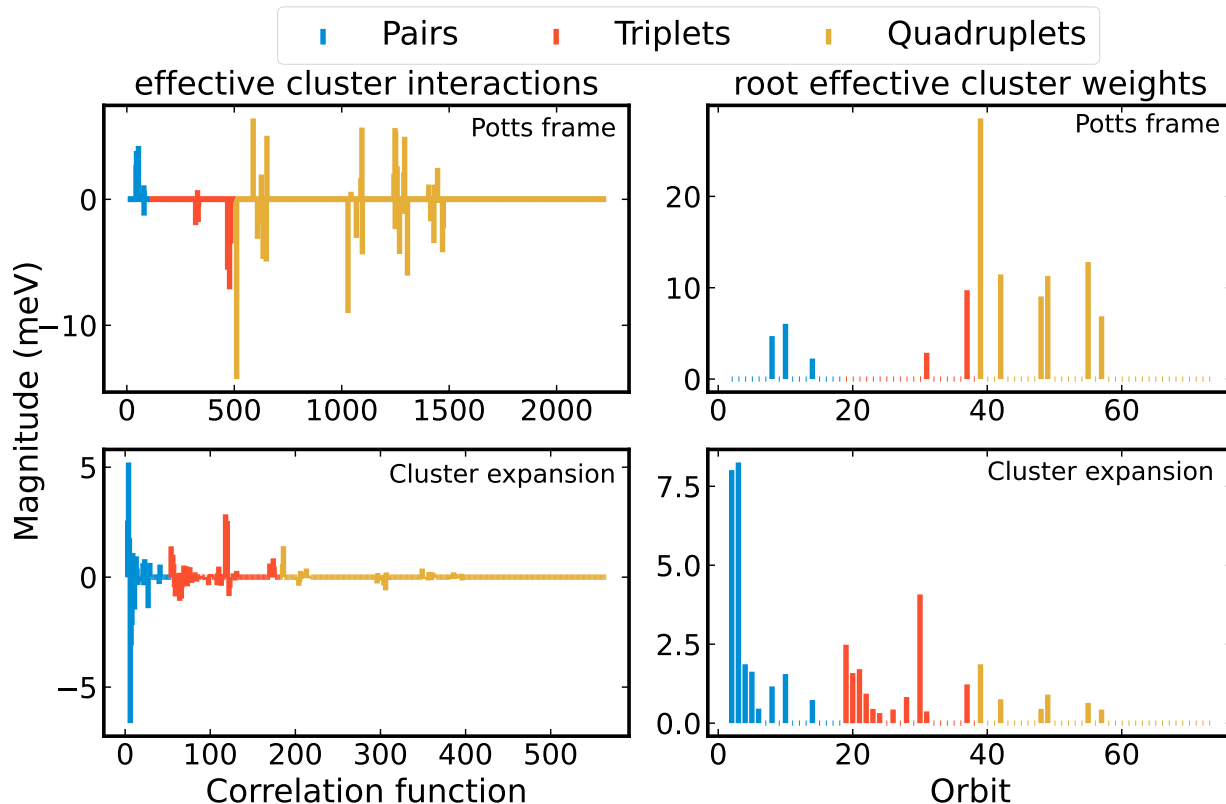 Pairs Triplets Quadruplets
effective cluster interactions
root effective cluster weights
Potts frame
0
−10
0 500 1000 1500 2000
Potts frame
20
10
0
0 20 40 60
Magnitude (meV)
Cluster expansion
5
0
−5
0 100 200 300 400 500
Correlation function
Cluster expansion
7.5
5.0
2.5
0.0
0 20 40 60
Orbit